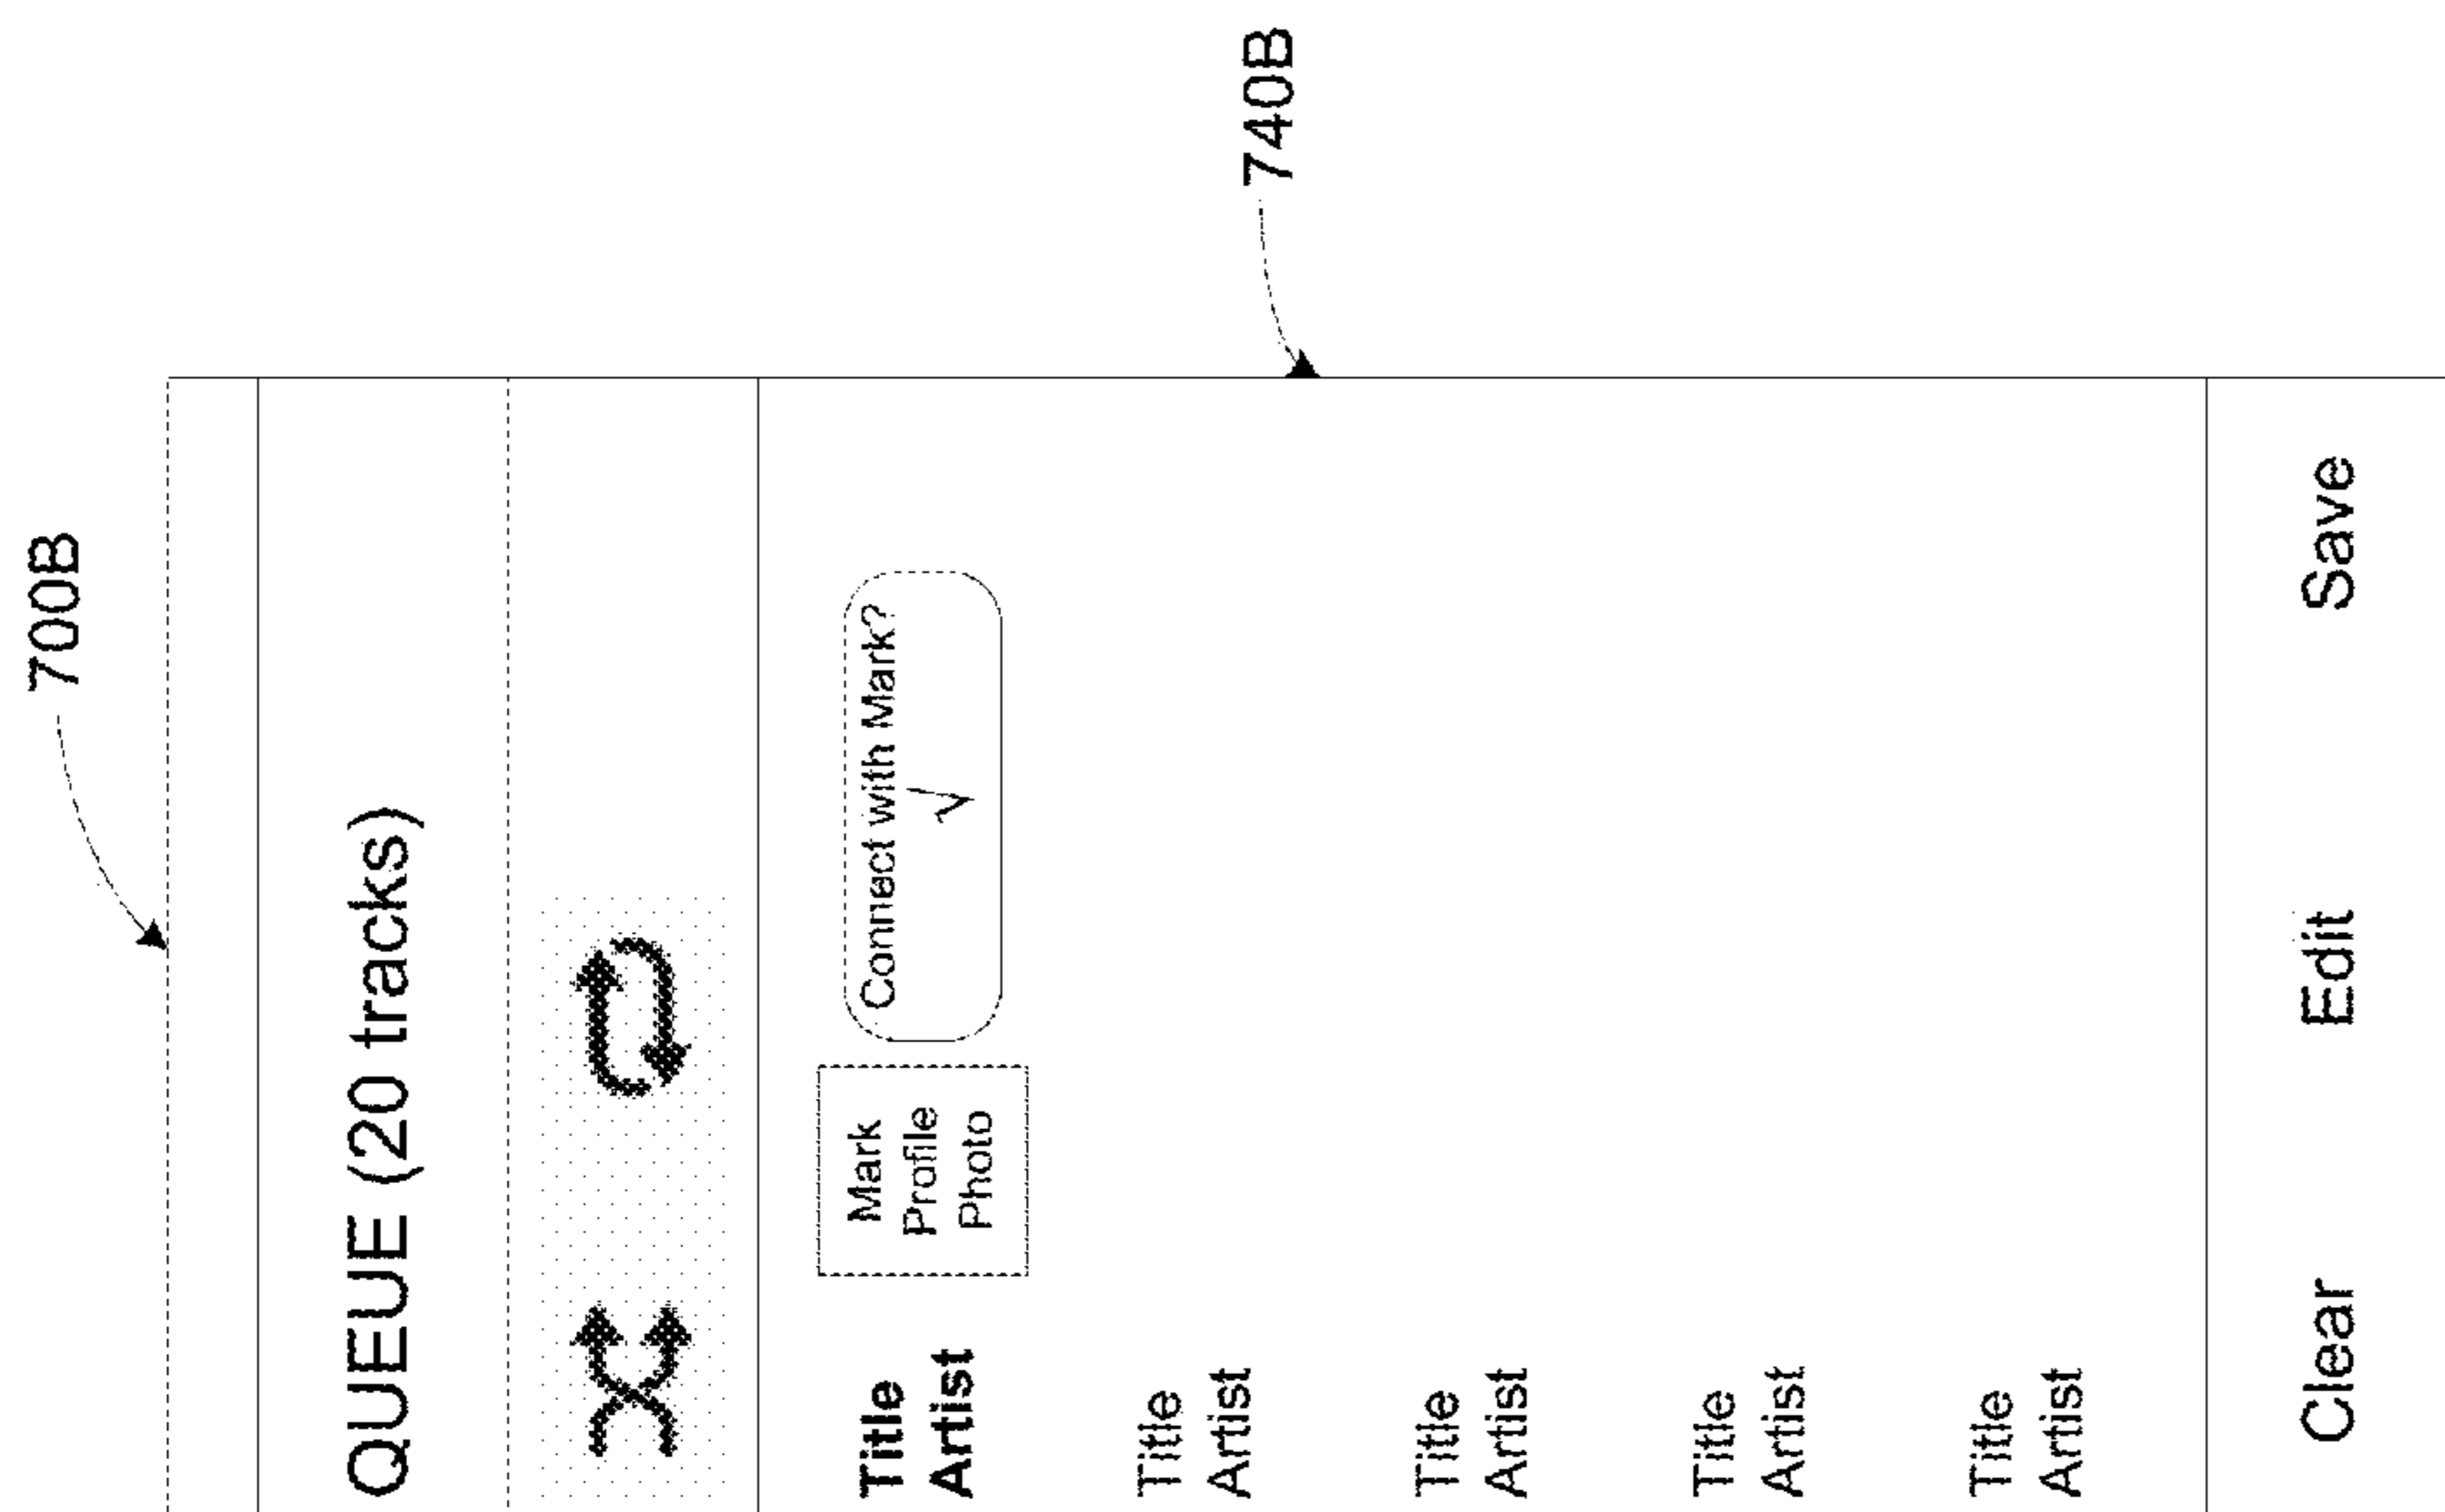 700B
740B
QUEUE (20 tracks)
Title
Artist
Mark
Profile
Photo
Connect with Mark?
√
Title
Artist
Title
Artist
Title
Artist
Title
Artist
Clear Edit Save